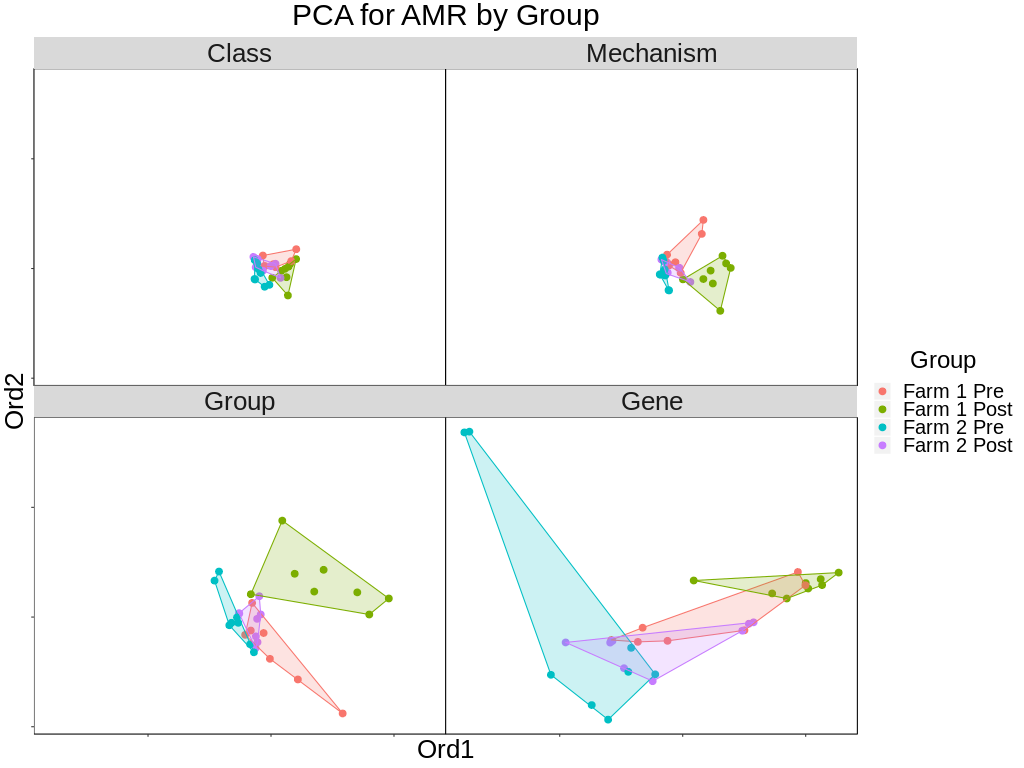 PCA for AMR by Group
Class
Mechanism
Ord2
Group
Gene
Ord1
Group
Farm 1 Pre
Farm 1 Post
Farm 2 Pre
Farm 2 Post